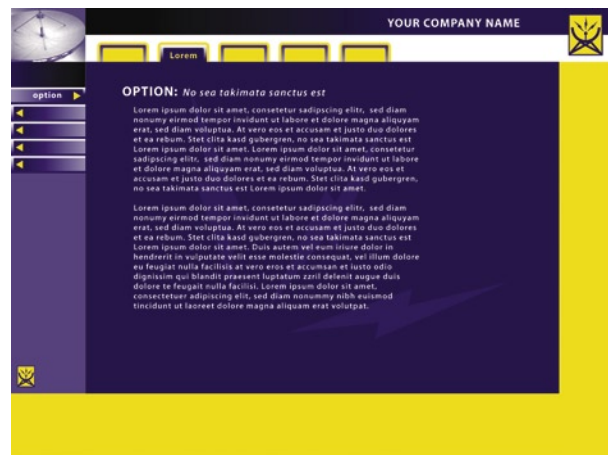 YOUR COMPANY NAME
Lorem
option
OPTION: No sea takimata sanctus est
Lorem ipsum dolor sit amet, consetetur sadipscing elitr, sed diam
nonumy eirmod tempor invidunt ut labore et dolore magna aliquyam
erat, sed diam voluptua. At vero eos et accusam et justo duo dolores
et ea rebum. Stet clita kasd gubergren, no sea takimata sanctus est
Lorem ipsum dolor sit amet. Lorem ipsum dolor sit amet, consetetur
sadipscing elitr, sed diam nonumy eirmod tempor invidunt ut labore
et dolore magna aliquyam erat, sed diam voluptua. At vero eos et
accusam et justo duo dolores et ea rebum. Stet clita kasd gubergren,
no sea takimata sanctus est Lorem ipsum dolor sit amet.
Lorem ipsum dolor sit amet, consetetur sadipscing elitr, sed diam
nonumy eirmod tempor invidunt ut labore et dolore magna aliquyam
erat, sed diam voluptua. At vero eos et accusam et justo duo dolores
et ea rebum. Stet clita kasd gubergren, no sea takimata sanctus est
Lorem ipsum dolor sit amet. Duis autem vel eum iriure dolor in
hendrerit in vulputate velit esse molestie consequat, vel illum dolore
eu feugiat nulla facilisis at vero eros et accumsan et iusto odio
dignissim qui blandit praesent luptatum zzril delenit augue duis
dolore te feugait nulla facilisi. Lorem ipsum dolor sit amet,
consectetuer adipiscing elit, sed diam nonummy nibh euismod
tincidunt ut laoreet dolore magna aliquam erat volutpat.